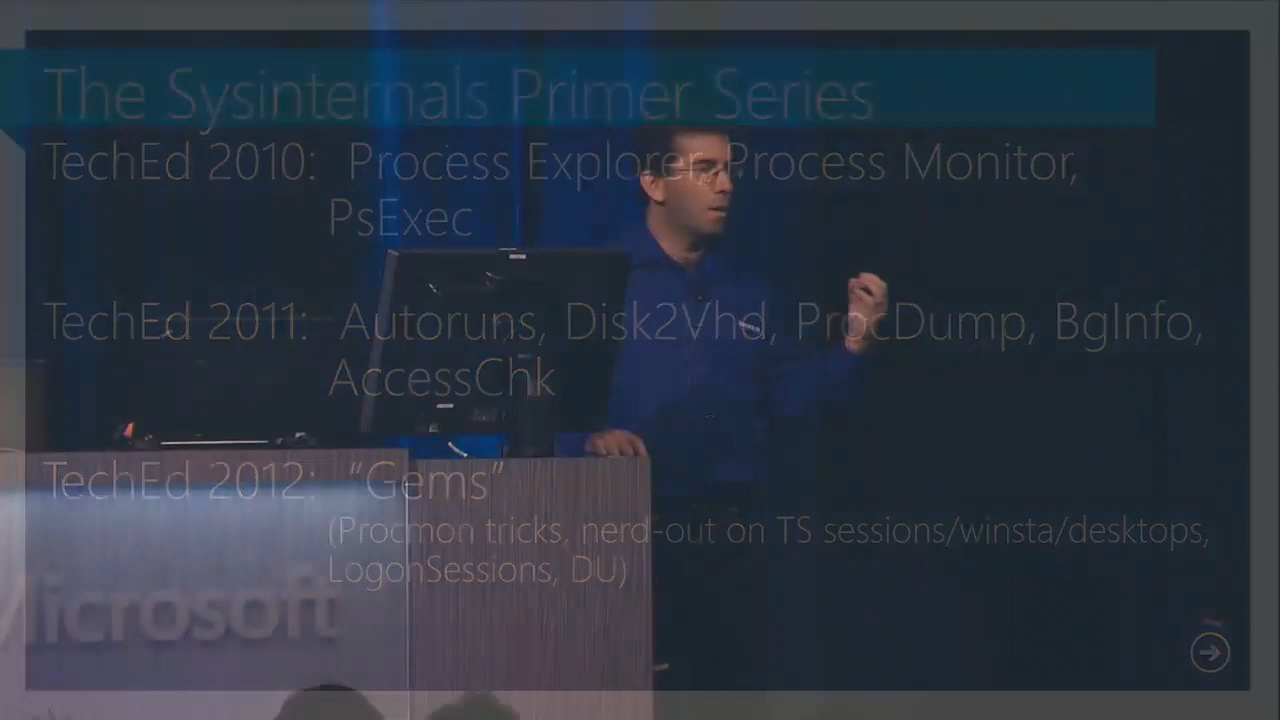 The Sysinternals Primer Series
TechEd 2010: Process Explorer, Process Monitor,
PsExec
TechEd 2011: Autoruns, Disk2Vhd, ProcDump, BgInfo,
AccessChk
TechEd 2012: “Gems”
(Procmon tricks, nerd-out on TS sessions/winsta/desktops,
LogonSessions, DU)
Microsoft